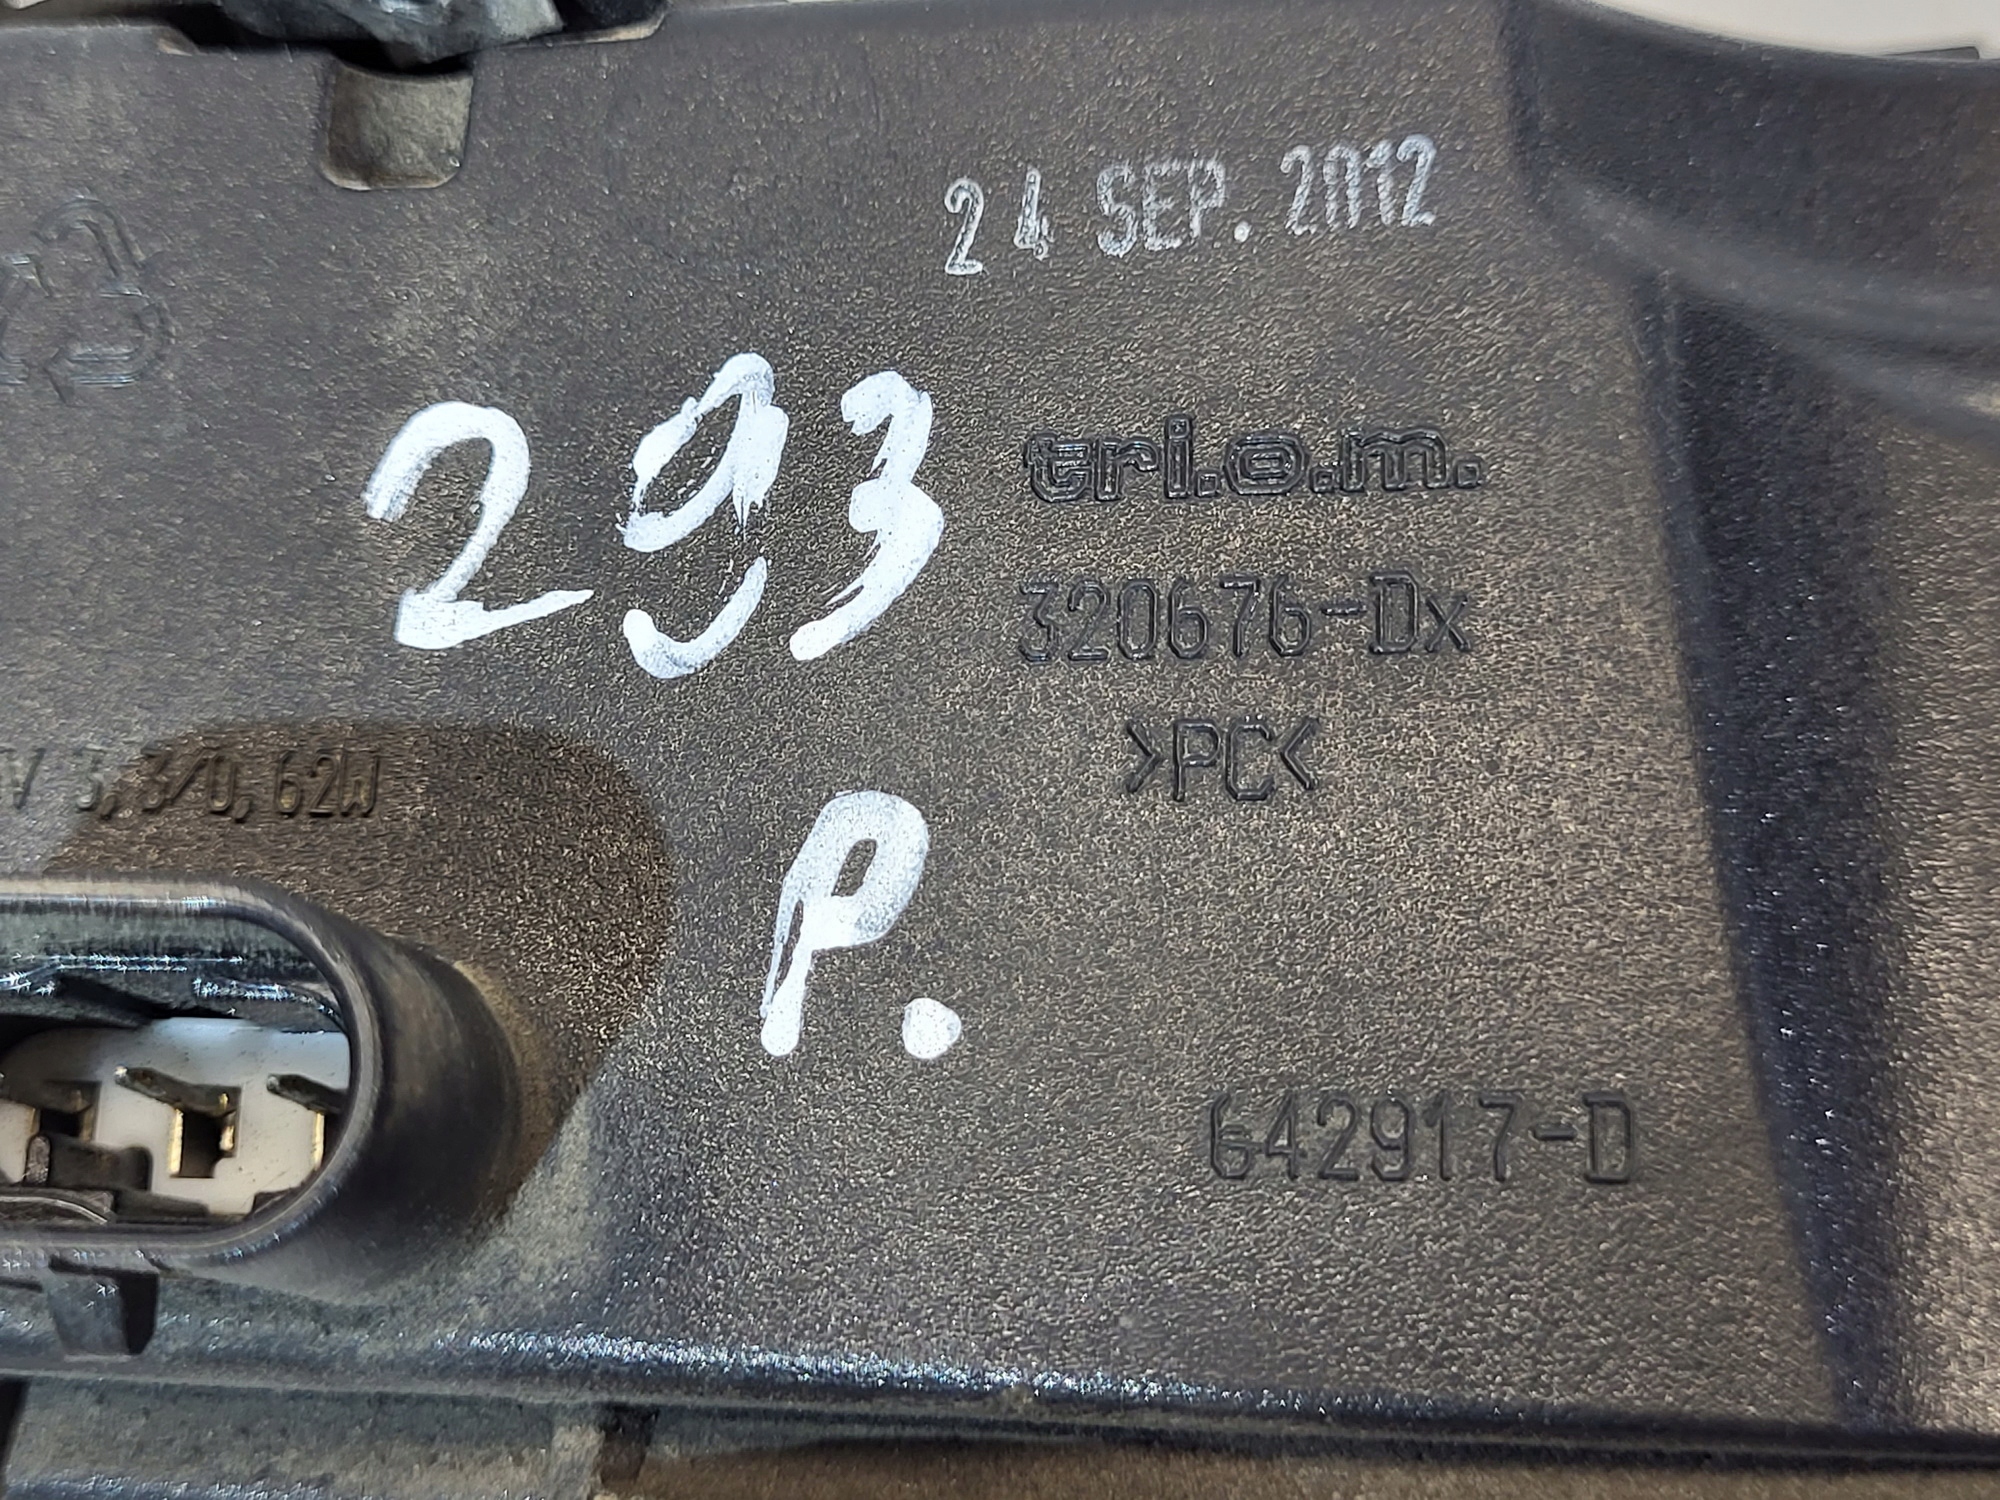 24 SEP. 2012
293
tri.o.m.
320676-Dx
>PC<
V 3,3/0,62W
P.
642917-D